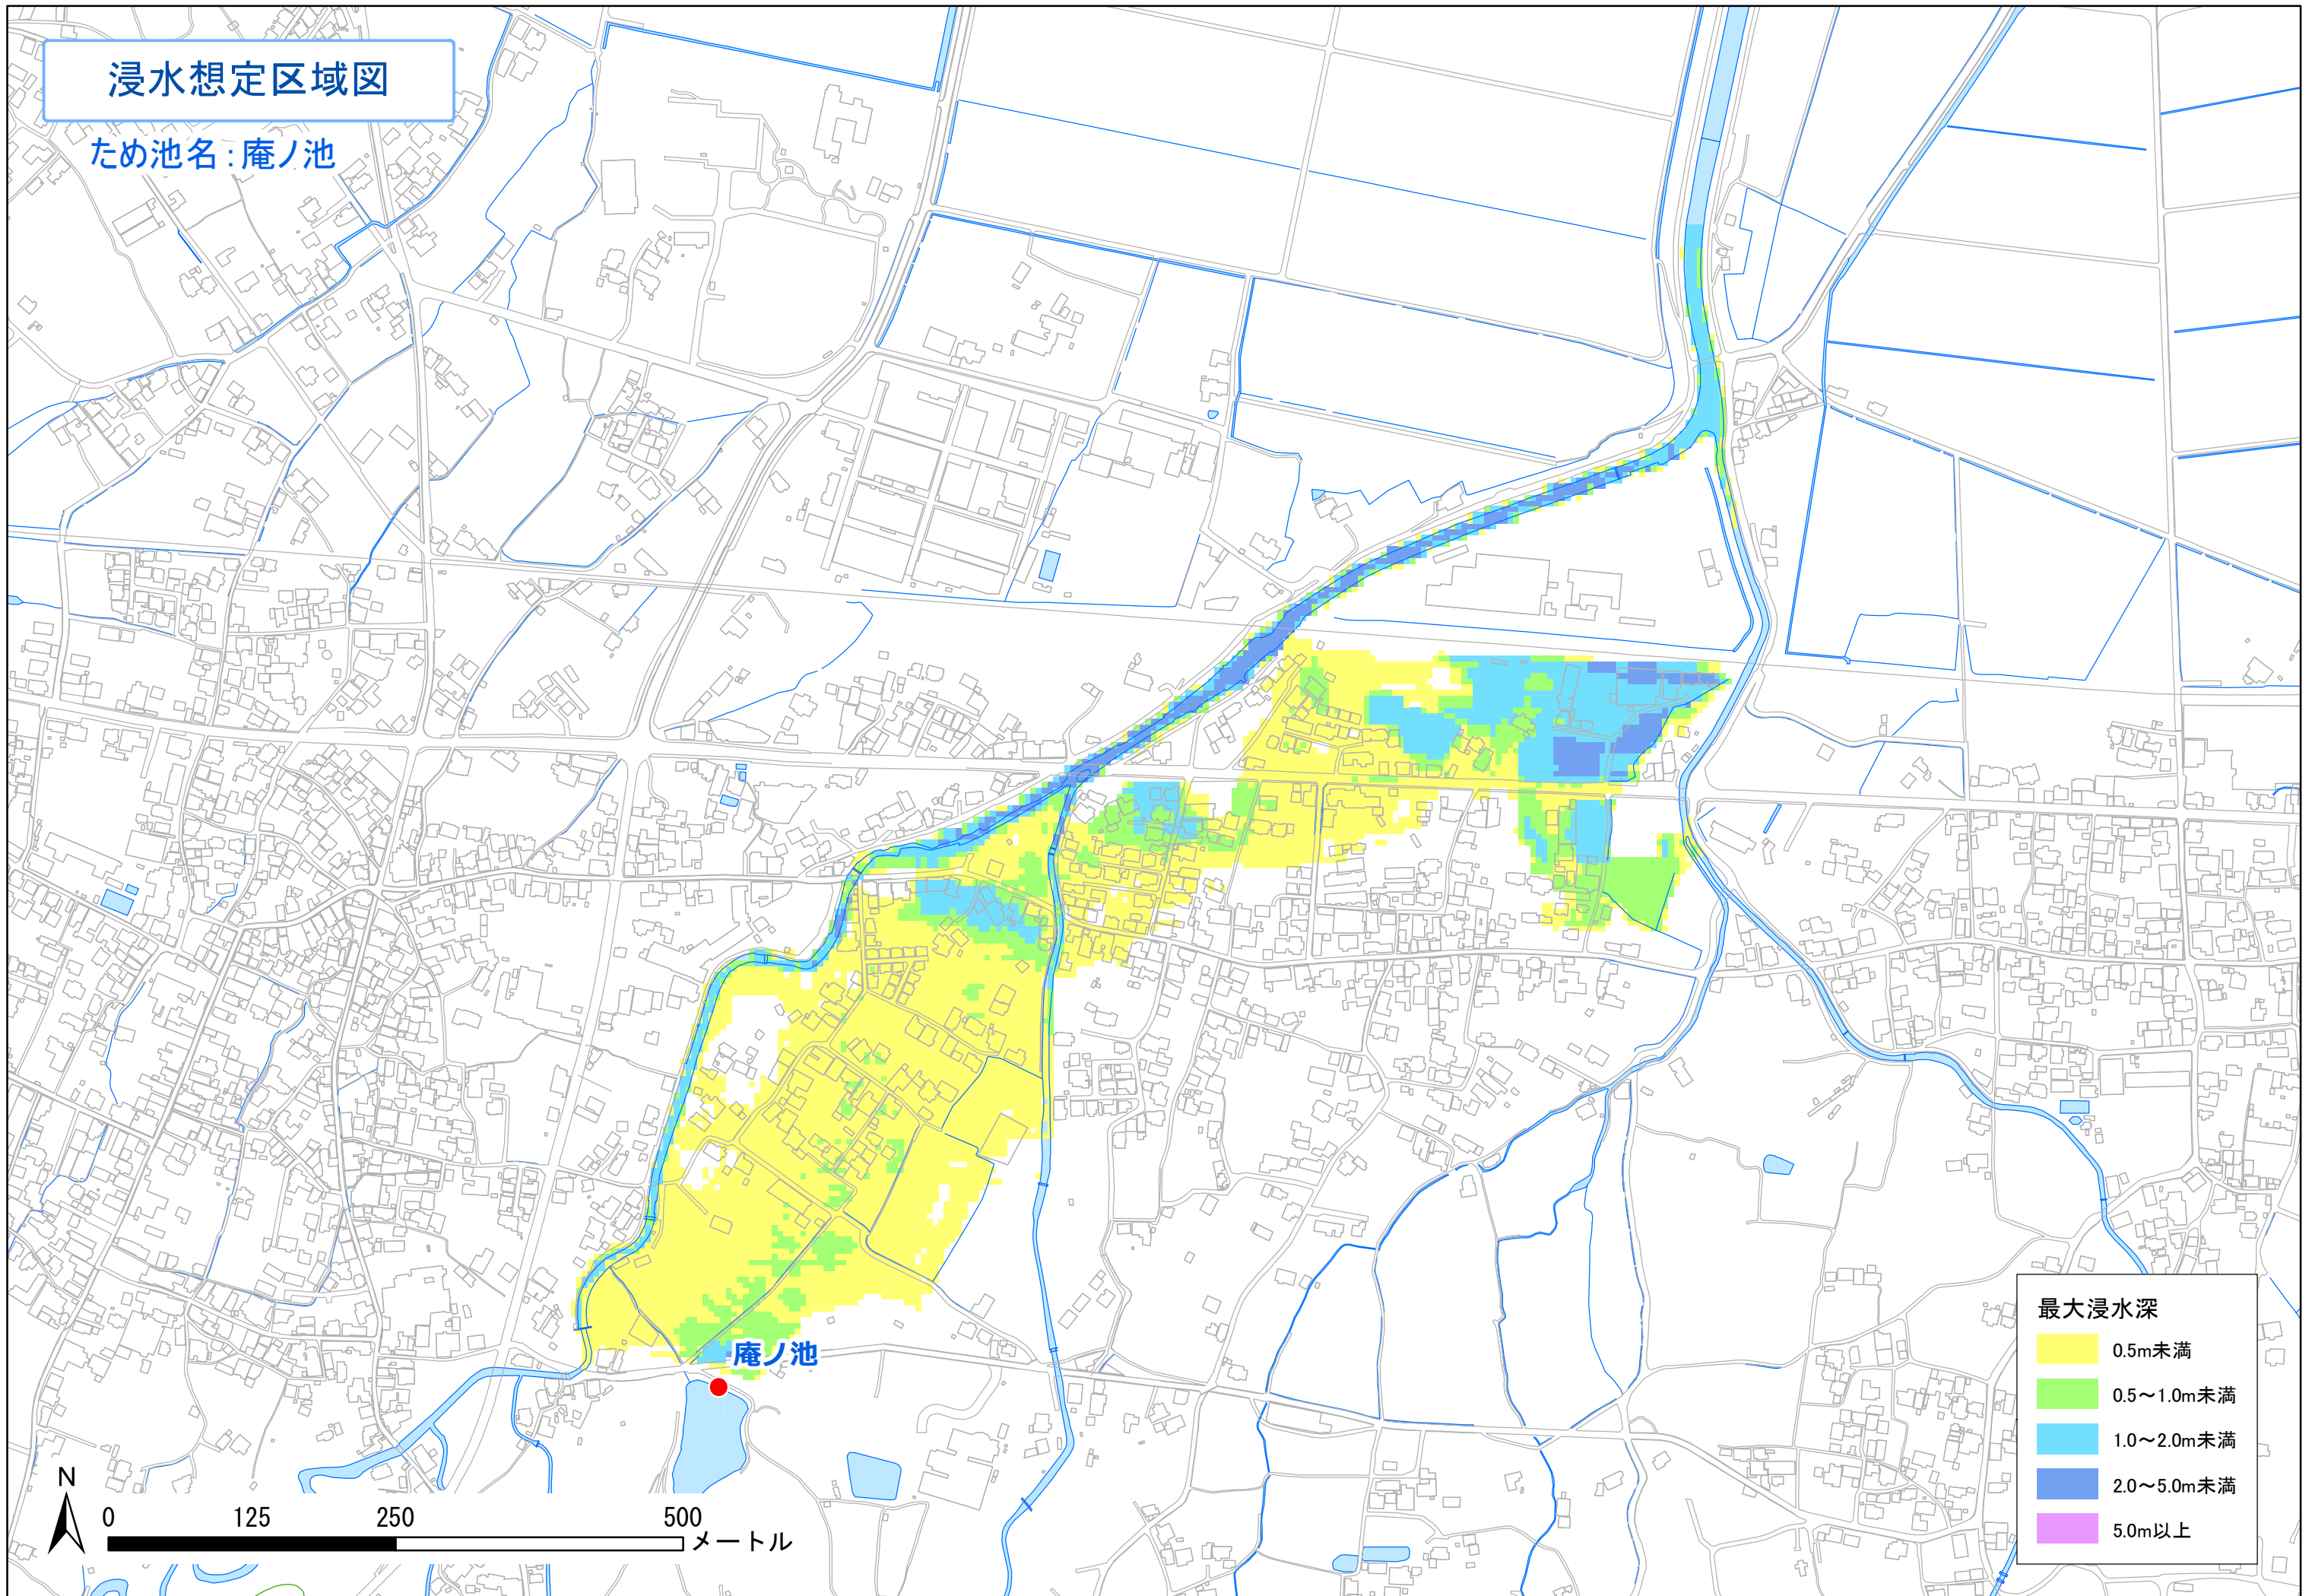 浸水想定区域図
ため池名:庵ノ池
庵ノ池
最大浸水深
0.5m未満
0.5～1.0m未満
1.0～2.0m未満
2.0～5.0m未満
5.0m以上
N
0 125 250 500
メートル